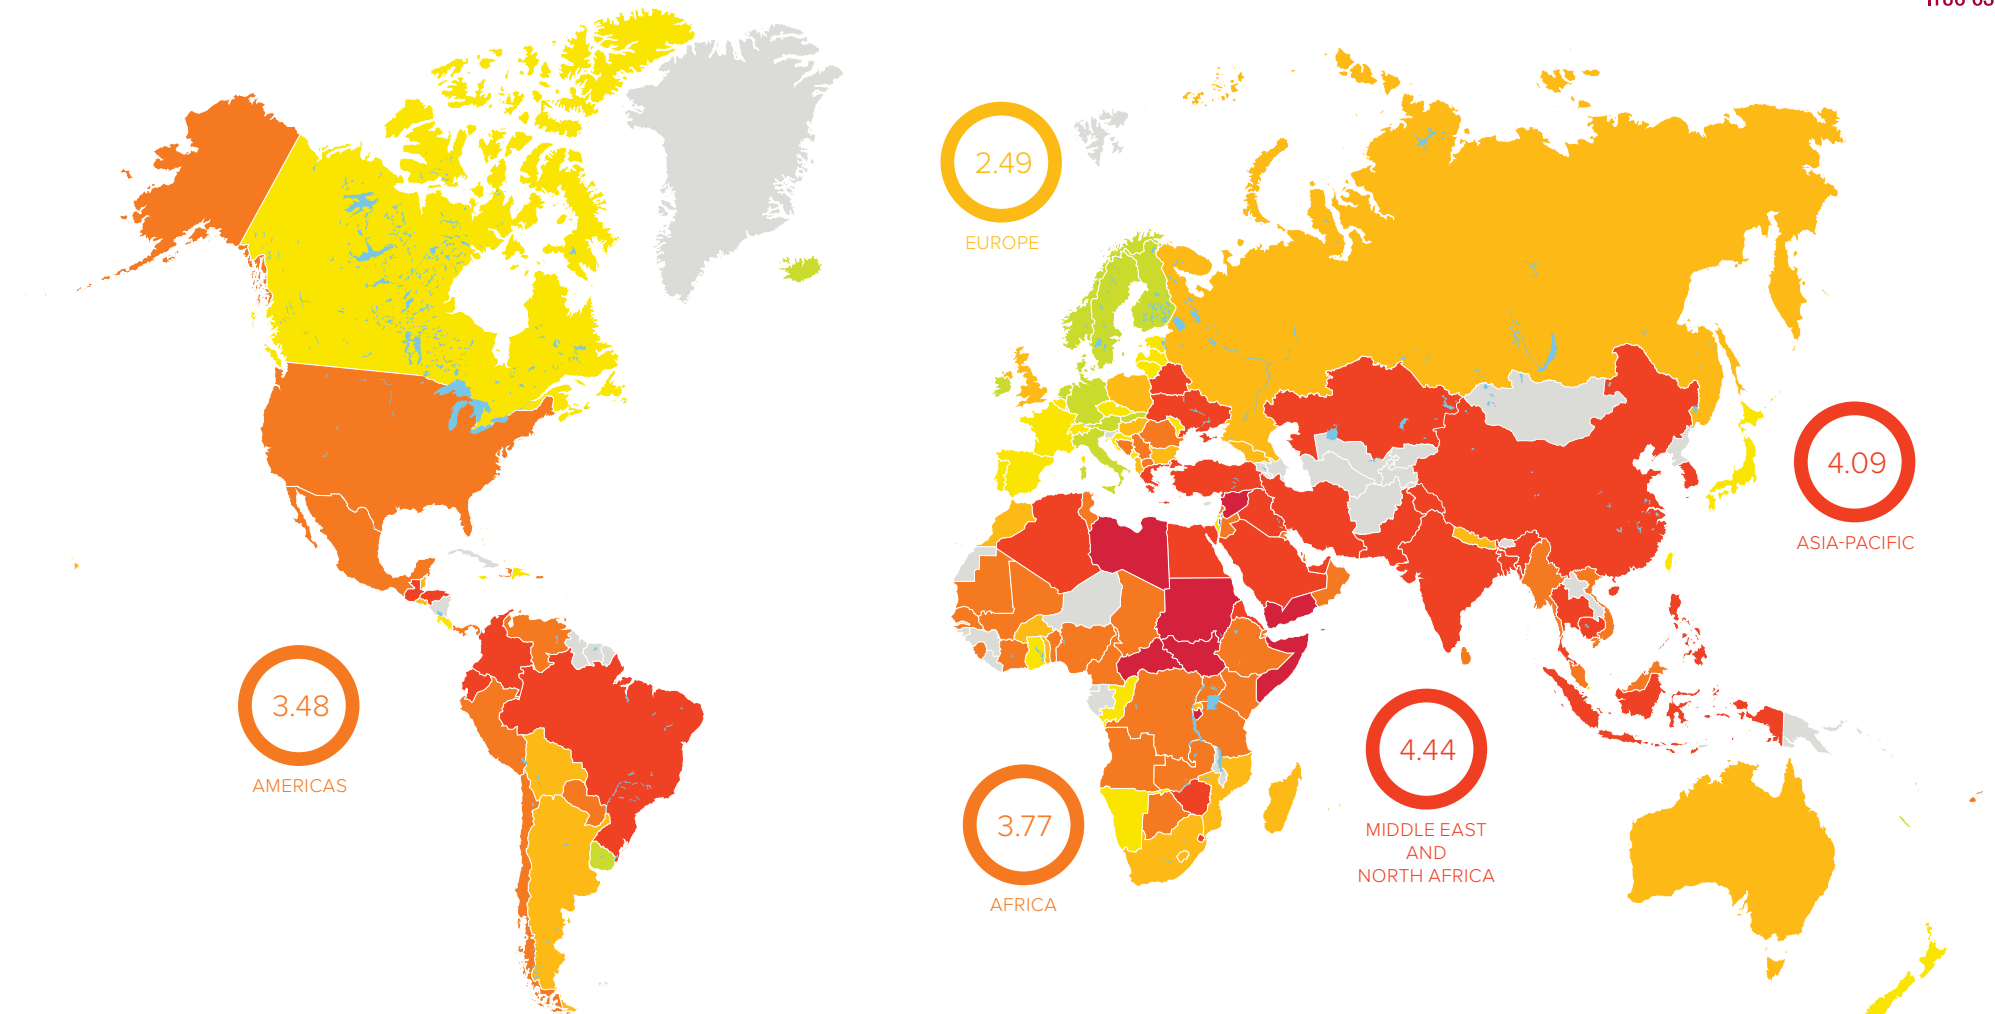 2.49
EUROPE
4.09
ASIA-PACIFIC
3.48
AMERICAS
4.44
MIDDLE EAST
AND
NORTH AFRICA
3.77
AFRICA